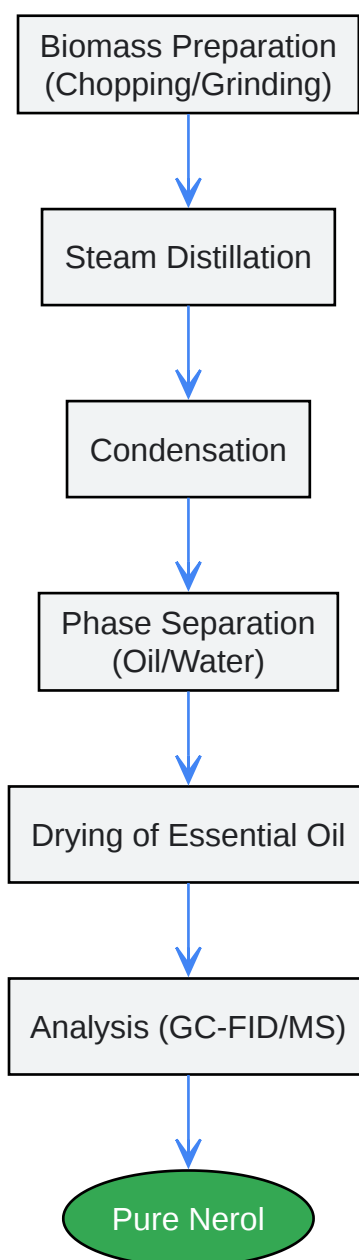 Biomass Preparation
(Chopping/Grinding)
Steam Distillation
Condensation
Phase Separation
(Oil/Water)
Drying of Essential Oil
Analysis (GC-FID/MS)
Pure Nerol